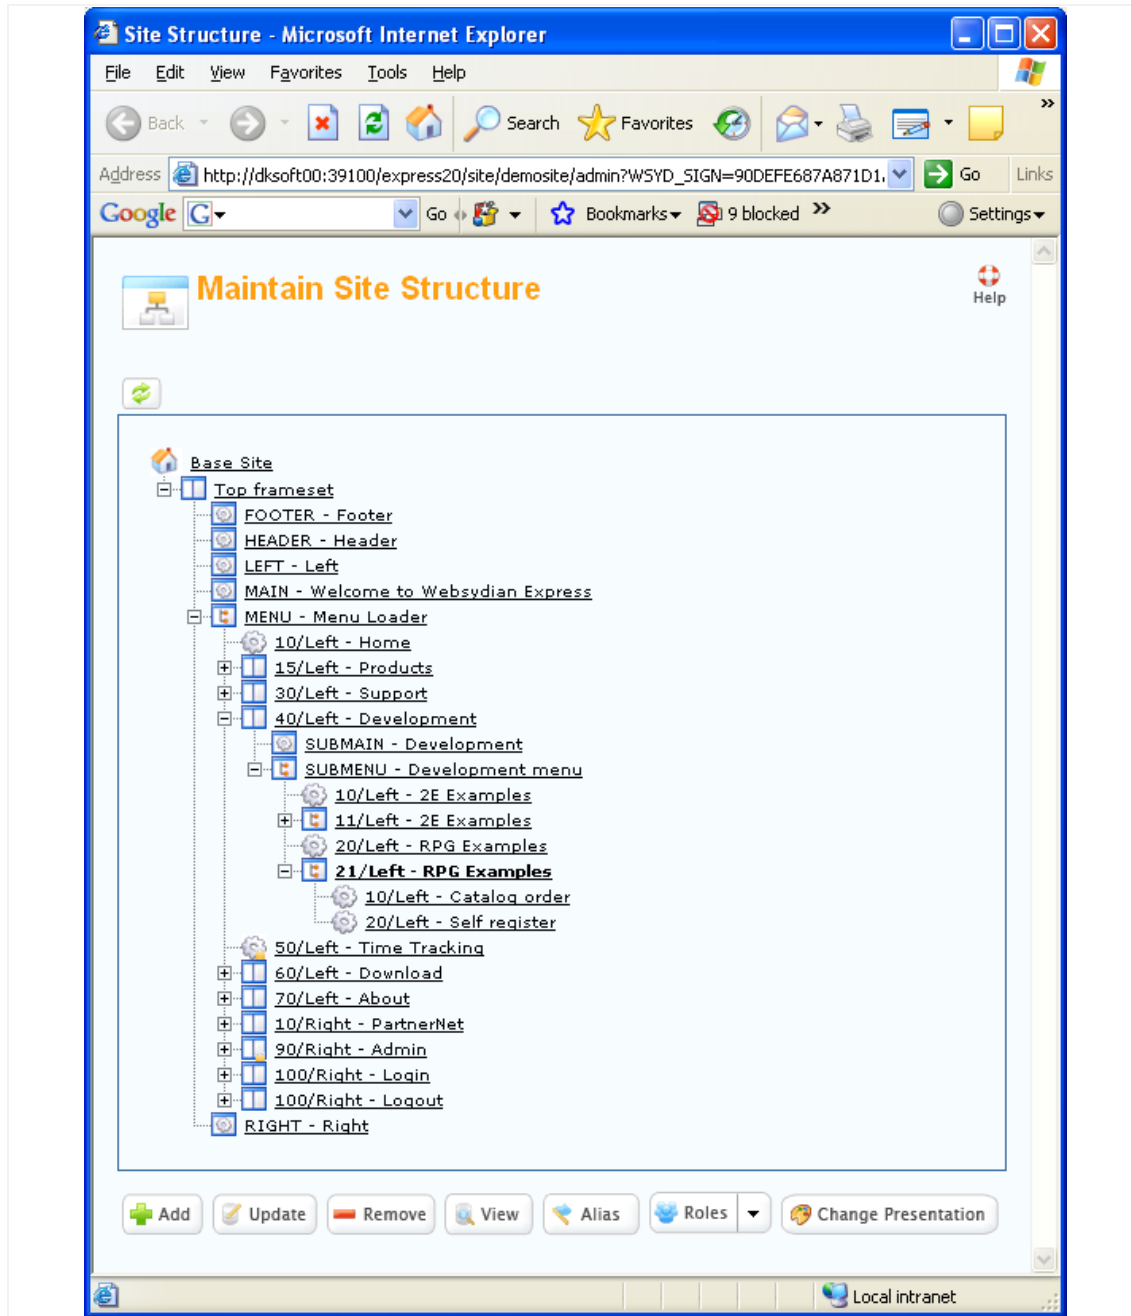 Site Structure - Microsoft Internet Explorer
File Edit View Favorites Tools Help
Back Search Favorites »
Address http://dksoft00:39100/express20/site/demosite/admin?WSYD_SIGN=90DEFE687A871D1. Go Links
Google G Go Bookmarks 9 blocked » Settings
Maintain Site Structure
Help
Base Site
Top frameset
FOOTER - Footer
HEADER - Header
LEFT - Left
MAIN - Welcome to Websydian Express
MENU - Menu Loader
10/Left - Home
15/Left - Products
30/Left - Support
40/Left - Development
SUBMAIN - Development
SUBMENU - Development menu
10/Left - 2E Examples
11/Left - 2E Examples
20/Left - RPG Examples
21/Left - RPG Examples
10/Left - Catalog order
20/Left - Self register
50/Left - Time Tracking
60/Left - Download
70/Left - About
10/Right - PartnerNet
90/Right - Admin
100/Right - Login
100/Right - Logout
RIGHT - Right
Add Update Remove View Alias Roles Change Presentation
Local intranet